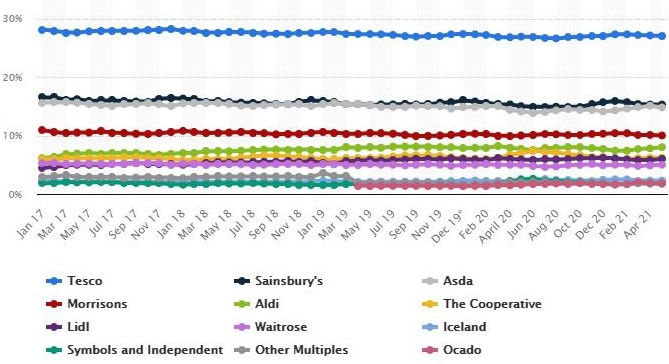 30%
20%
10%
0%
Jan 17 Mar 17 May 17 Jul 17 Sep 17 Nov 17 Jan 18 Mar 18 May 18 Jul 18 Sep 18 Nov 18 Jan 19 Mar 19 May 19 Jul 19 Sep 19 Nov 19 Dec 19* Feb 20 April 20 Jun 20 Aug 20 Oct 20 Dec 20 Feb 21 Apr 21
Tesco Sainsbury's Asda
Morrisons Aldi The Cooperative
Lidl Waitrose Iceland
Symbols and Independent Other Multiples Ocado